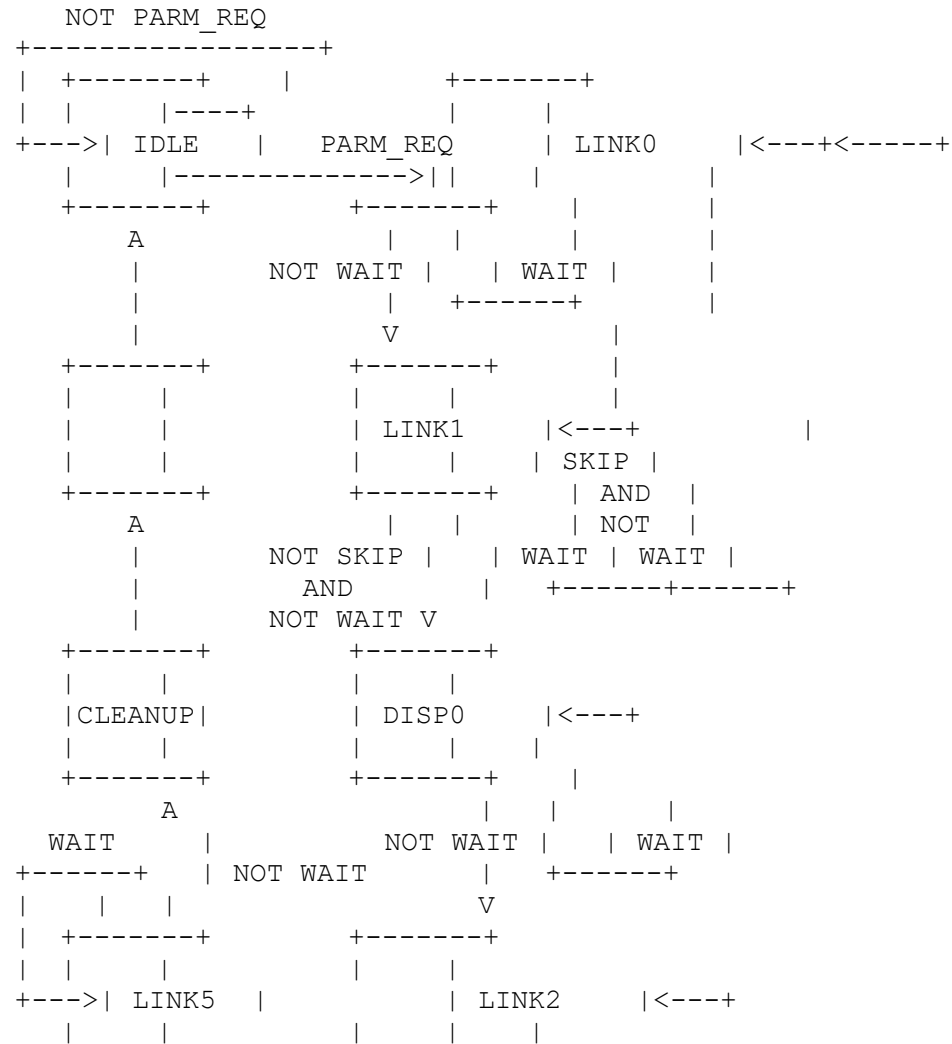 NOT PARM_REQ
+-----------------+
|  +-------+     |          +-------+
|  |       |----+            |       |
+--->| IDLE    |    PARM_REQ       | LINK0     |<---+<-----+
|       |-------------->||     |            |
+-------+          +-------+     |          |
A               |   |       |          |
|         NOT WAIT |    | WAIT |       |
|               |   +------+          |
|               V               |
+-------+          +-------+       |
|       |            |       |          |
|       |            | LINK1     |<---+            |
|       |            |       |     | SKIP |
+-------+          +-------+     | AND   |
A               |   |       | NOT   |
|         NOT SKIP |    | WAIT | WAIT |
|            AND          |    +------+------+
|         NOT WAIT V
+-------+          +-------+
|       |            |       |
|CLEANUP|            | DISP0     |<---+
|       |            |       |     |
+-------+          +-------+     |
A                     |    |       |
WAIT       |            NOT WAIT |    | WAIT |
+------+    | NOT WAIT       |    +------+
|     |    |                     V
|  +-------+          +-------+
|  |       |            |       |
+--->| LINK5   |            | LINK2     |<---+
|       |            |       |     |